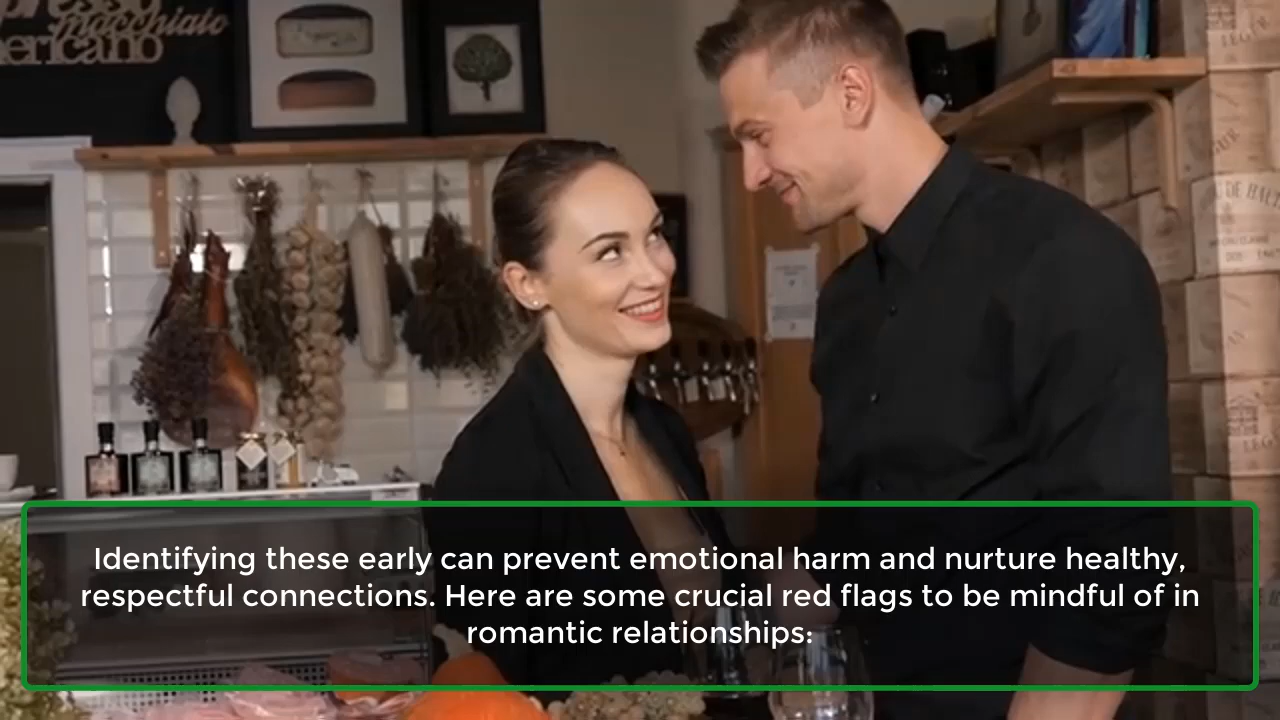 macchiato
Identifying these early can prevent emotional harm and nurture healthy,
respectful connections. Here are some crucial red flags to be mindful of in
romantic relationships: